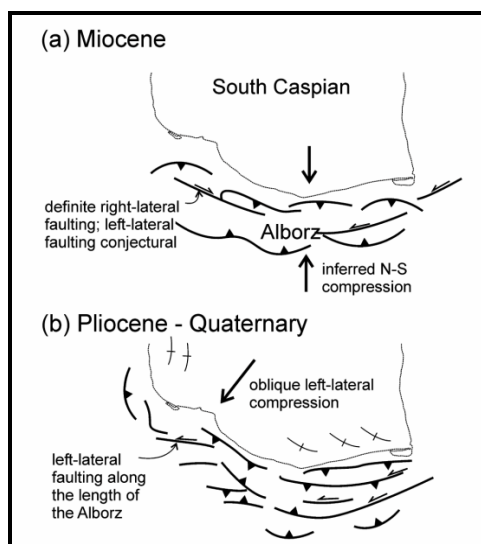 (a) Miocene
South Caspian
definite right-lateral
faulting; left-lateral
faulting conjectural
Alborz
inferred N-S
compression
(b) Pliocene - Quaternary
oblique left-lateral
compression
left-lateral
faulting along
the length of
the Alborz